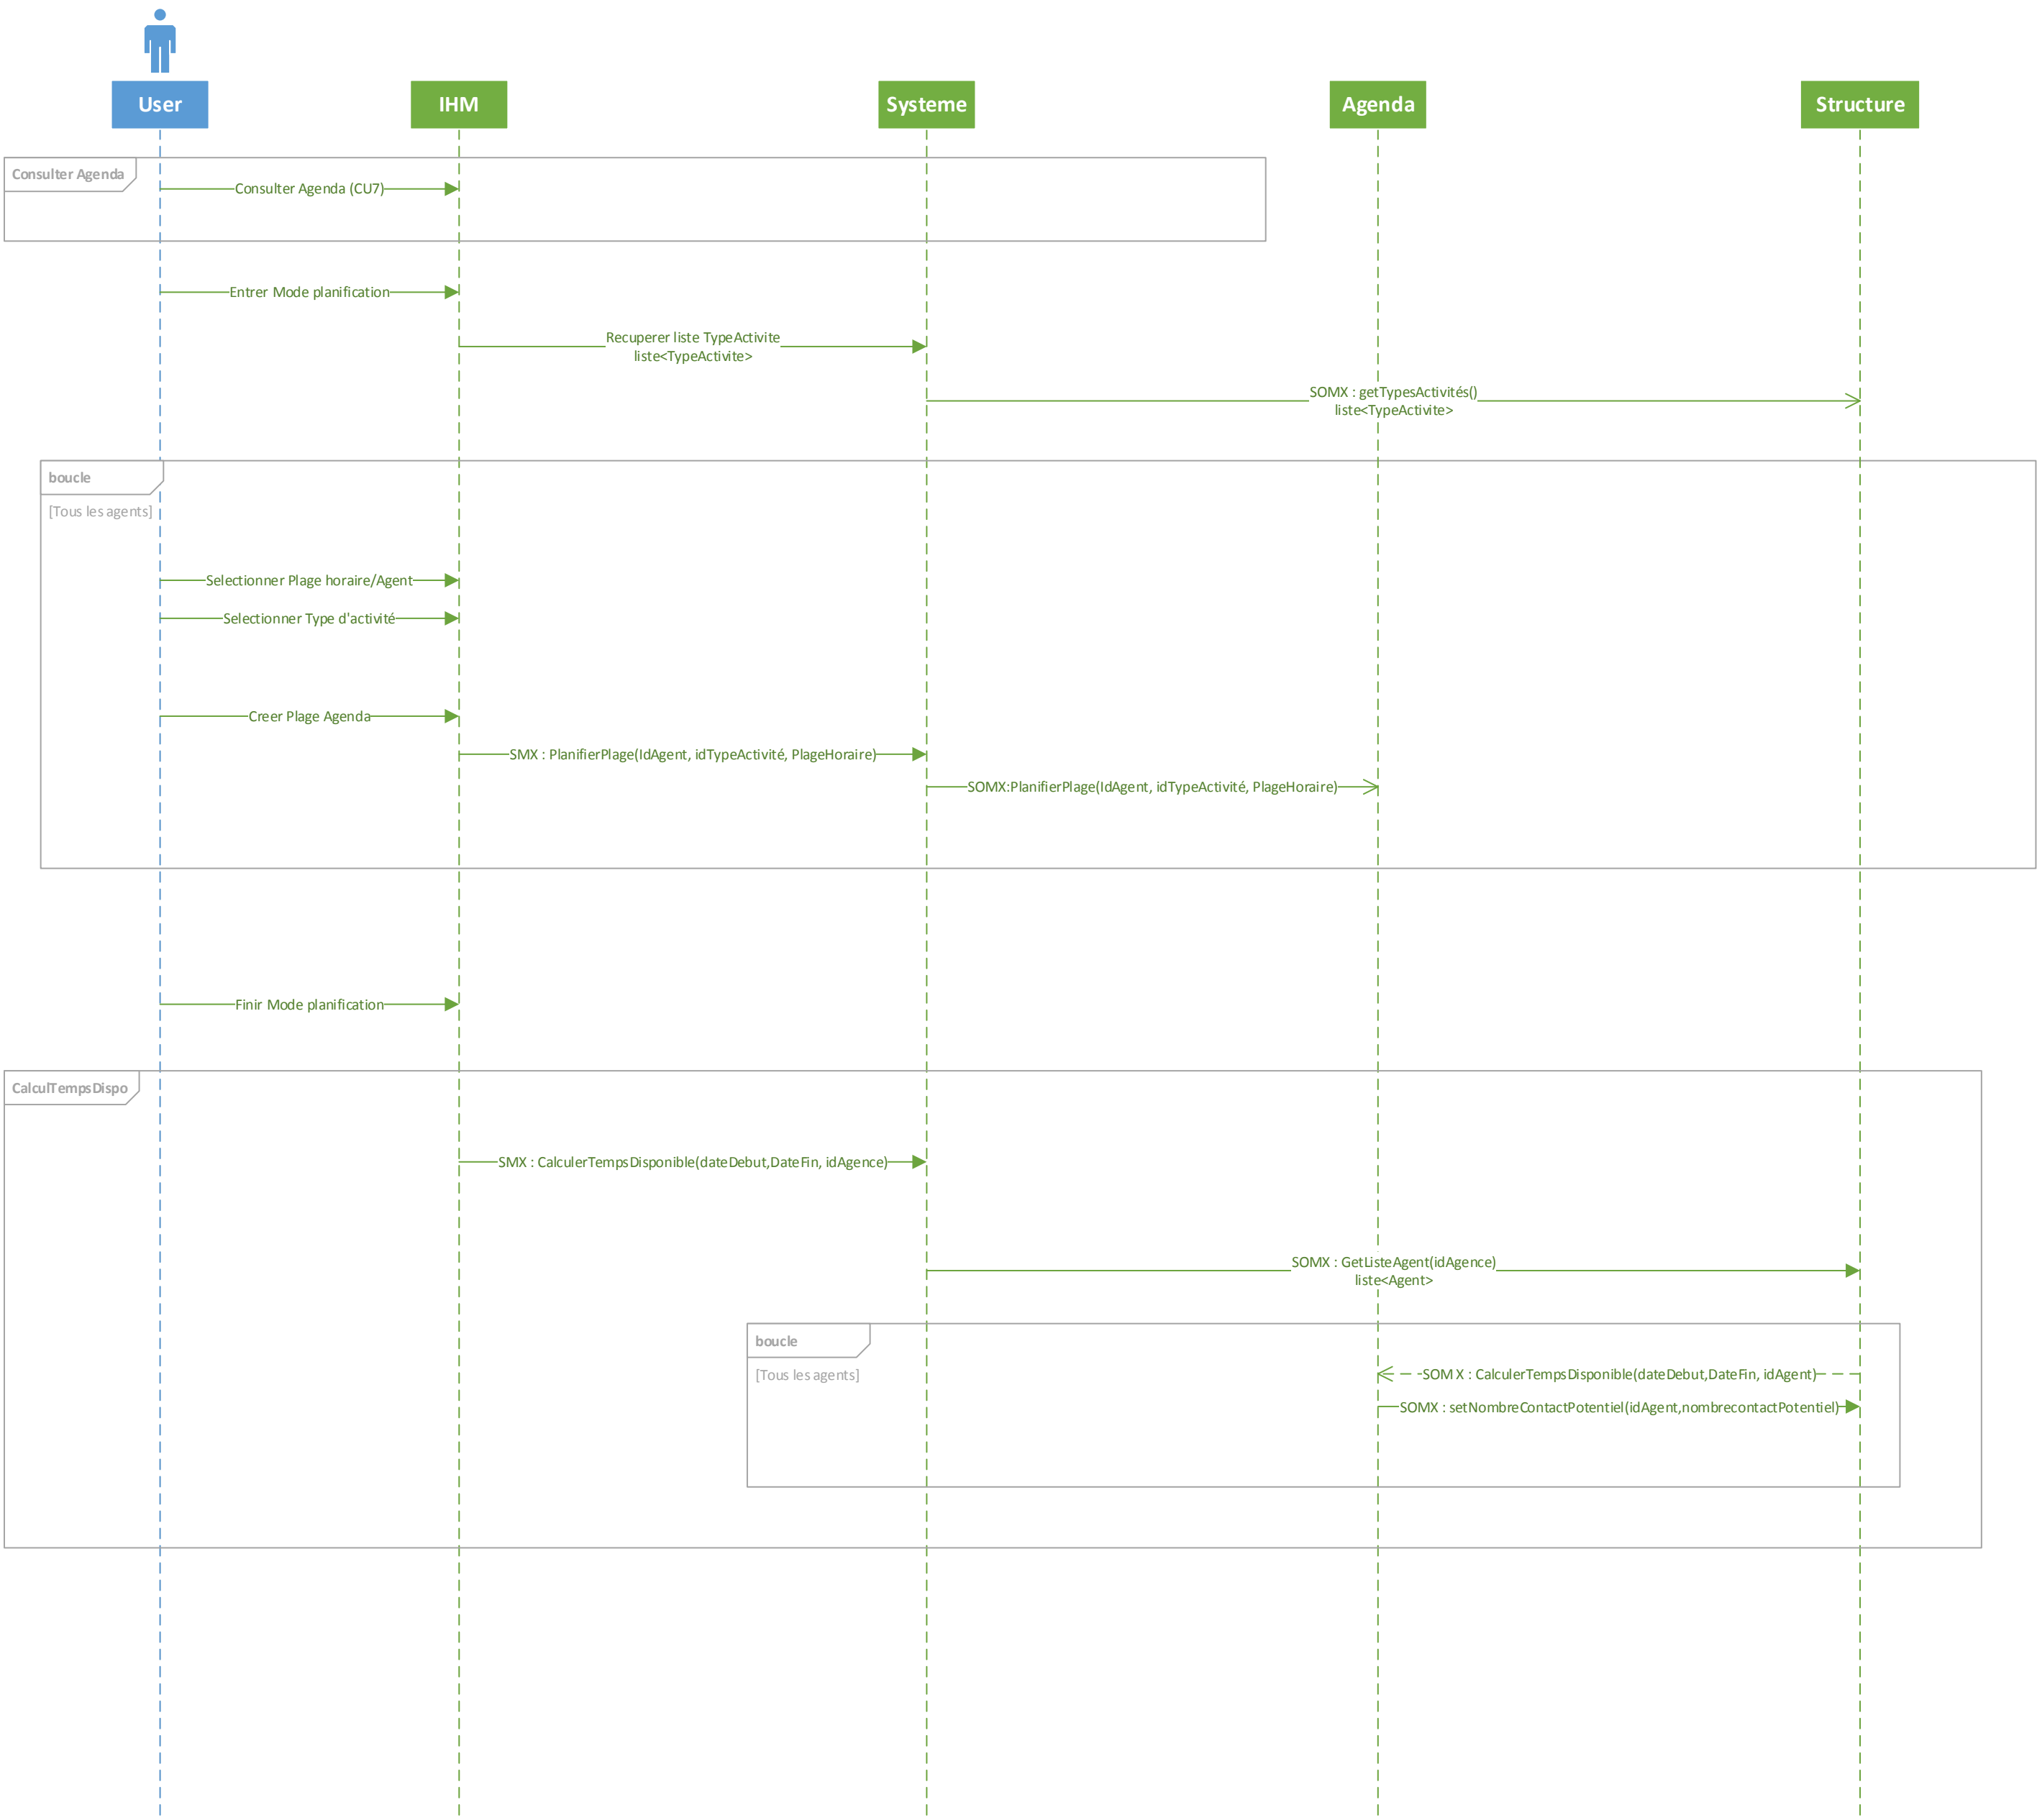 User
IHM
Systeme
Agenda
Structure
Consulter Agenda
Consulter Agenda (CU7)
Entrer Mode planification
Recuperer liste TypeActivite
liste<TypeActivite>
SOMX : getTypesActivités()
liste<TypeActivite>
boucle
[Tous les agents]
Selectionner Plage horaire/Agent
Selectionner Type d'activité
Creer Plage Agenda
SMX : PlanifierPlage(IdAgent, idTypeActivité, PlageHoraire)
SOMX:PlanifierPlage(IdAgent, idTypeActivité, PlageHoraire)
Finir Mode planification
CalculTempsDispo
SMX : CalculerTempsDisponible(dateDebut,DateFin, idAgence)
SOMX : GetListeAgent(idAgence)
liste<Agent>
boucle
[Tous les agents]
SOM X : CalculerTempsDisponible(dateDebut,DateFin, idAgent)
SOMX : setNombreContactPotentiel(idAgent,nombrecontactPotentiel)